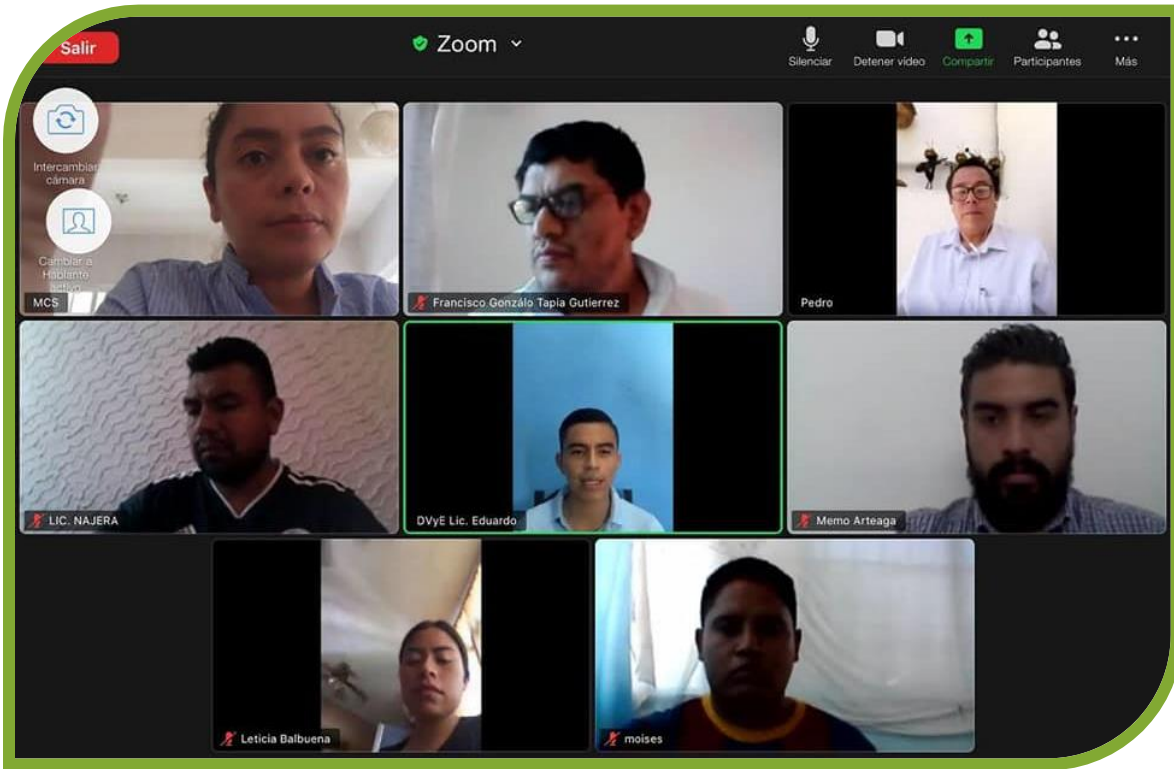 Salir
Zoom
Silenciar
Detener video
Compartir
Participantes
Más
Intercambiar
cámara
Cambiar a
Hablante
activo
MCS
Francisco Gonzálo Tapia Gutierrez
Pedro
LIC. NAJERA
DVyE Lic. Eduardo
Memo Arteaga
Leticia Balbuena
moises